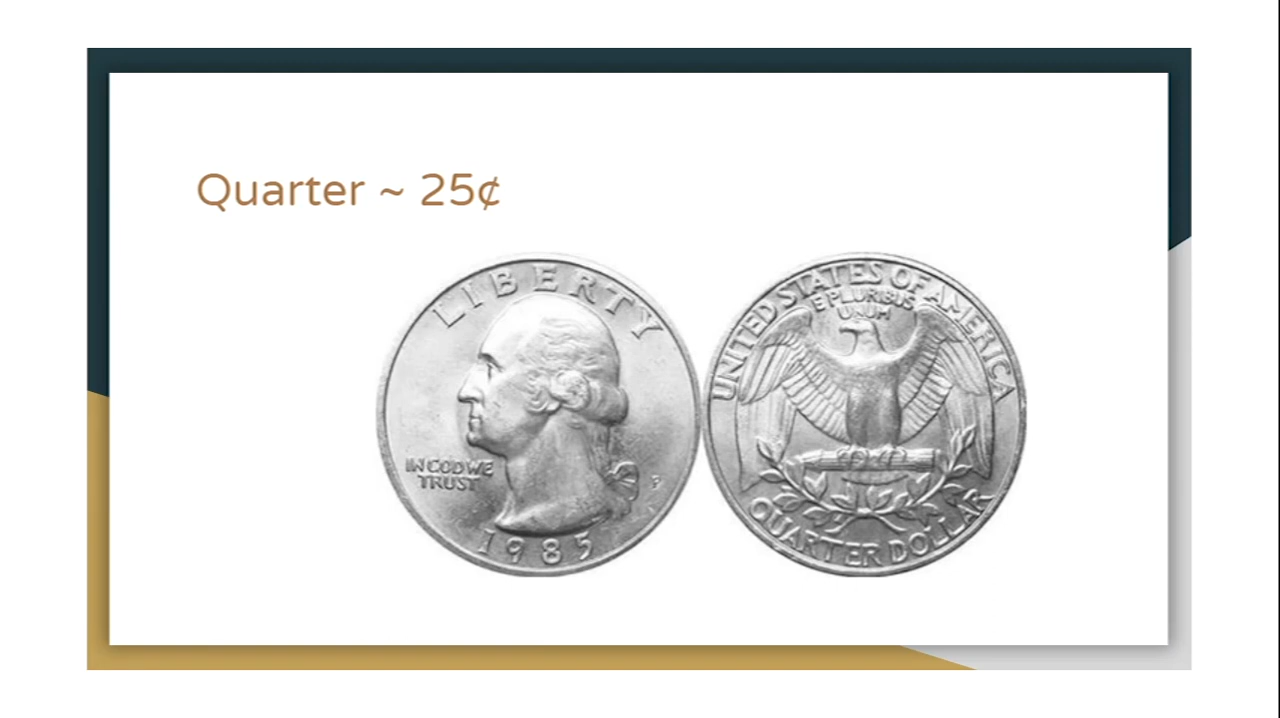 Quarter ~ 25¢
LIBERTY
IN GOD WE
TRUST
P
1985
UNITED STATES OF AMERICA
E PLURIBUS
UNUM
QUARTER DOLLAR